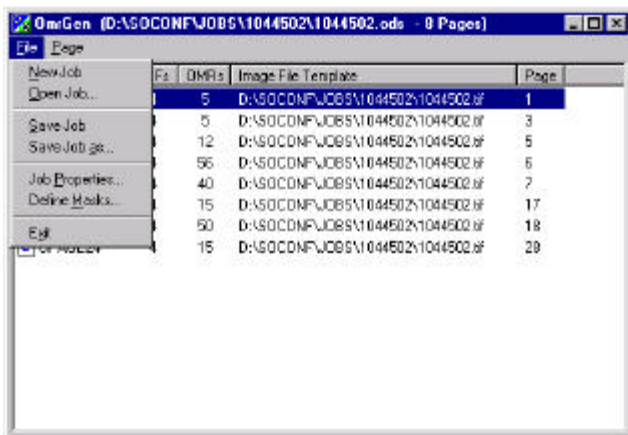 OmrGen (D:\SOCONF\JOBS\1044502\1044502.ods - 8 Pages)
File Page
New Job
Open Job...
Save Job
Save Job as...
Job Properties...
Define Masks...
Exit
Fs OMRs Image File Template Page
4 5 D:\SOCONF\JOBS\1044502\1044502.tif 1
5 D:\SOCONF\JOBS\1044502\1044502.tif 3
12 D:\SOCONF\JOBS\1044502\1044502.tif 5
56 D:\SOCONF\JOBS\1044502\1044502.tif 6
40 D:\SOCONF\JOBS\1044502\1044502.tif 7
15 D:\SOCONF\JOBS\1044502\1044502.tif 17
50 D:\SOCONF\JOBS\1044502\1044502.tif 18
4 15 D:\SOCONF\JOBS\1044502\1044502.tif 28